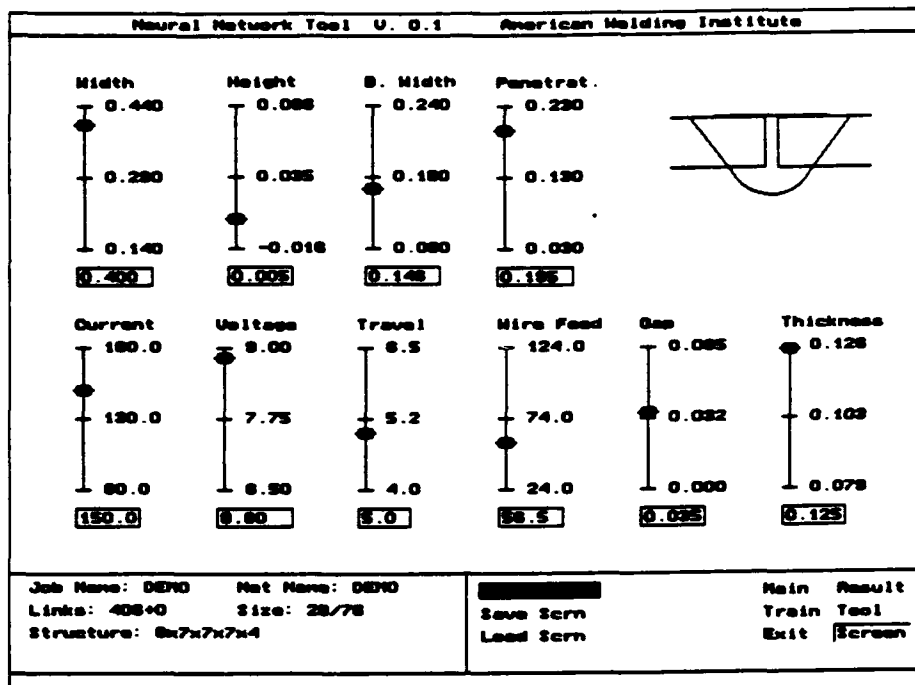 Neural Network Tool V. 0.1 American Welding Institute
Width Height B. Width Penetrat.
0.440 0.086 0.240 0.230
0.290 0.035 0.160 0.130
0.140 -0.016 0.080 0.030
0.400 0.005 0.146 0.195
Current Voltage Travel Wire Feed Gap Thickness
180.0 9.00 6.5 124.0 0.065 0.126
130.0 7.75 5.2 74.0 0.032 0.103
80.0 6.50 4.0 24.0 0.000 0.079
150.0 8.80 5.0 56.5 0.035 0.125
Job Name: DEMO Net Name: DEMO
Links: 406+0 Size: 28/76
Structure: 6x7x7x7x4
Save Scrn
Load Scrn
Main Result
Train Tool
Exit Screen